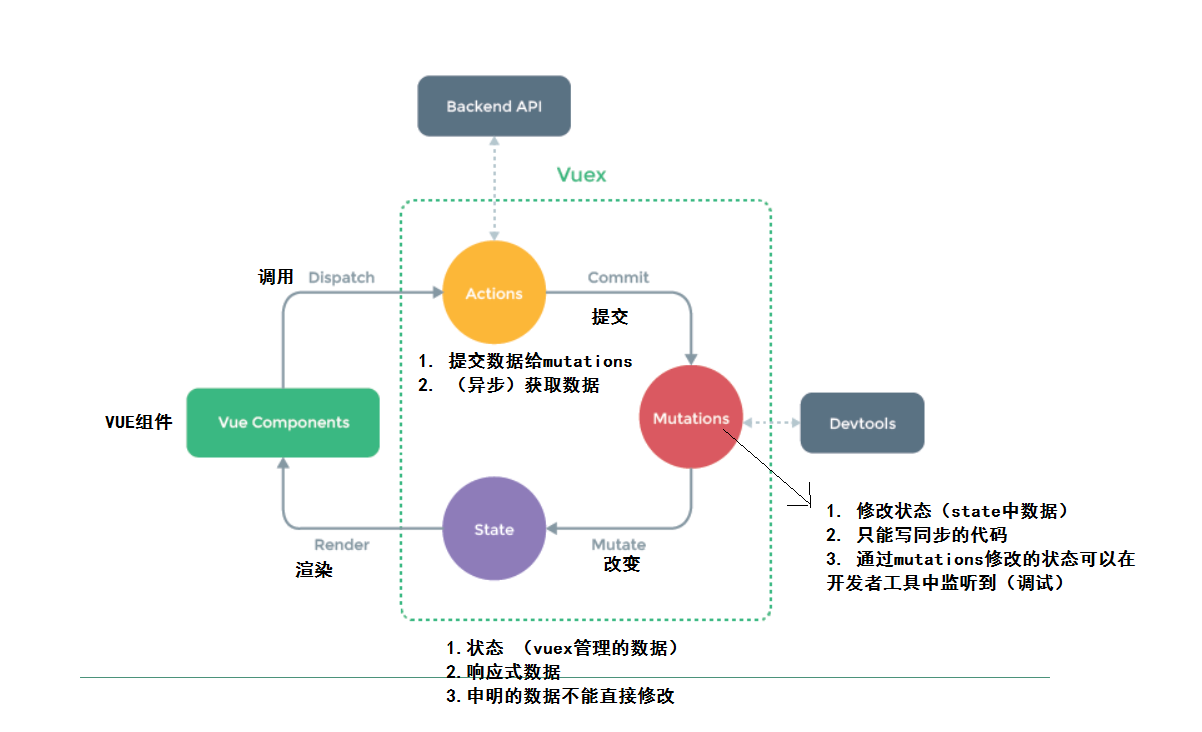 Backend API
Vuex
调用 Dispatch
Actions
Commit
提交
1. 提交数据给mutations
2. （异步）获取数据
VUE组件
Vue Components
Mutations
Devtools
1. 修改状态（state中数据）
2. 只能写同步的代码
3. 通过mutations修改的状态可以在
开发者工具中监听到（调试）
State
Render
渲染
Mutate
改变
1.状态 （vuex管理的数据）
2.响应式数据
3.申明的数据不能直接修改